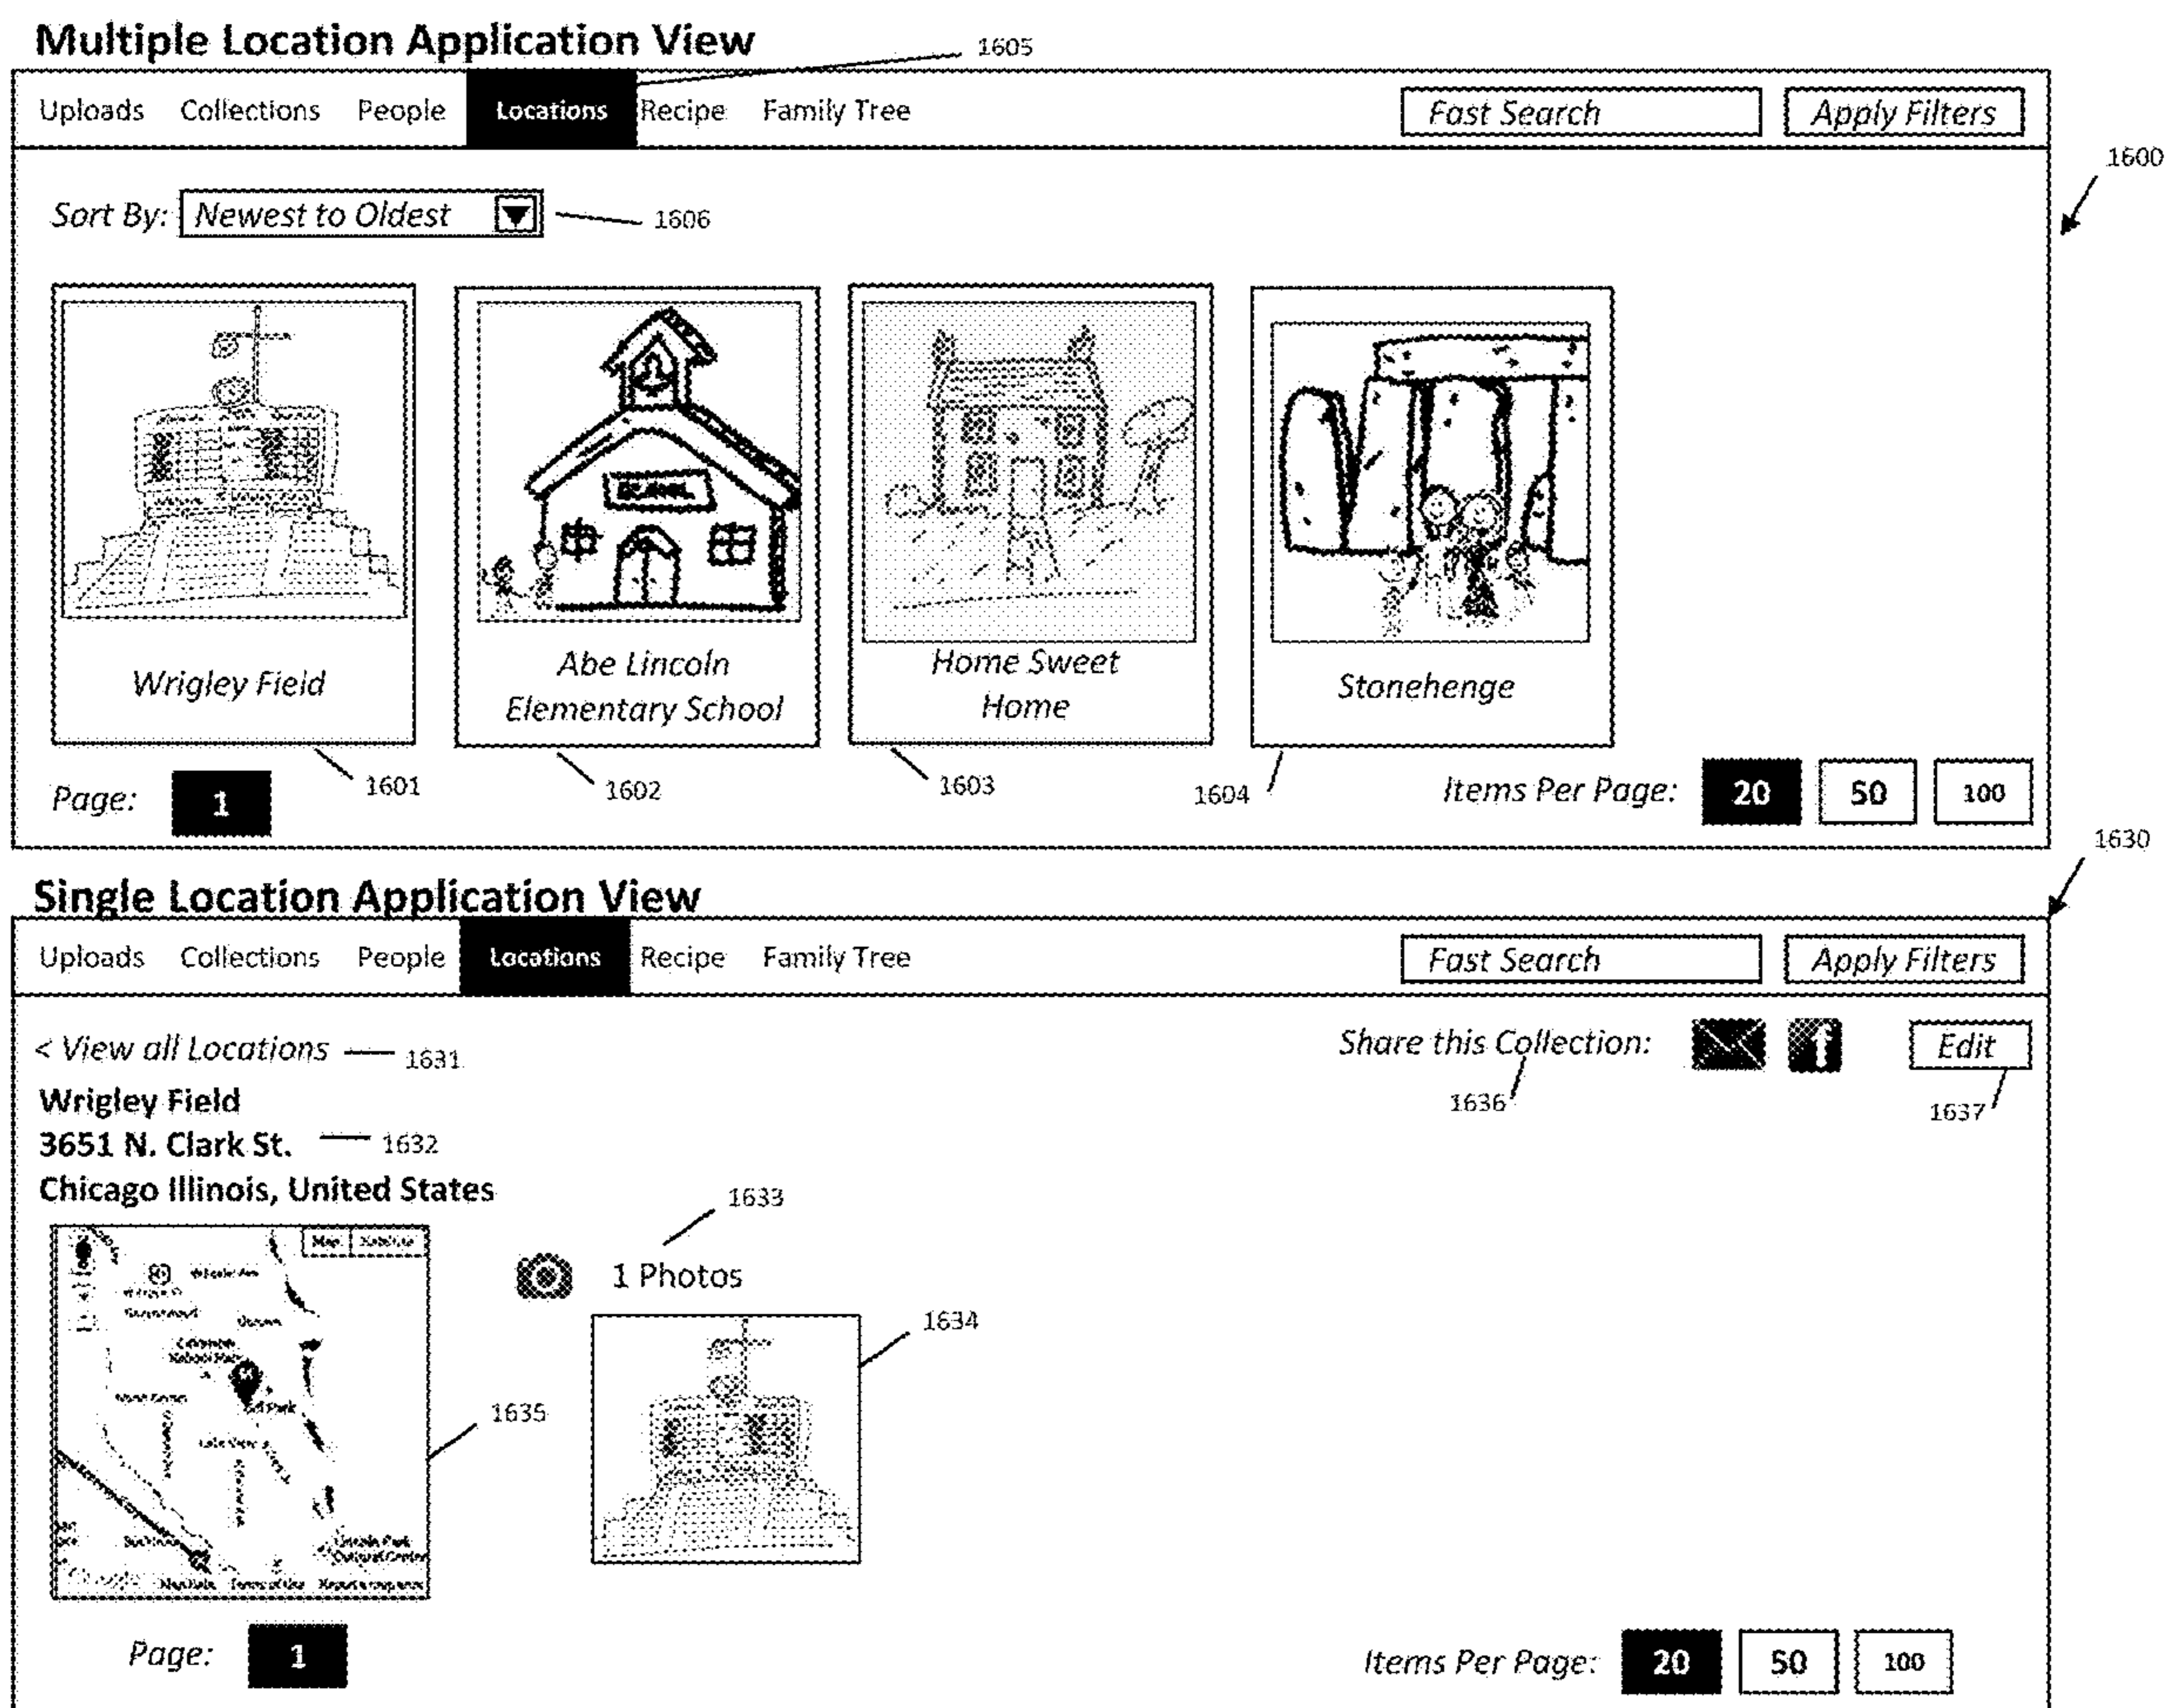 Multiple Location Application View
1605
Uploads Collections People Locations Recipe Family Tree Fast Search Apply Filters
1600
Sort By: Newest to Oldest 1606
Wrigley Field
Abe Lincoln
Elementary School
Home Sweet
Home
Stonehenge
1601 1602 1603 1604
Page: 1 Items Per Page: 20 50 100
1630
Single Location Application View
Uploads Collections People Locations Recipe Family Tree Fast Search Apply Filters
< View all Locations 1631 Share this Collection: Edit
1636 1637
Wrigley Field
3651 N. Clark St. 1632
Chicago Illinois, United States
1633
1 Photos
1634
1635
Map
Page: 1 Items Per Page: 20 50 100